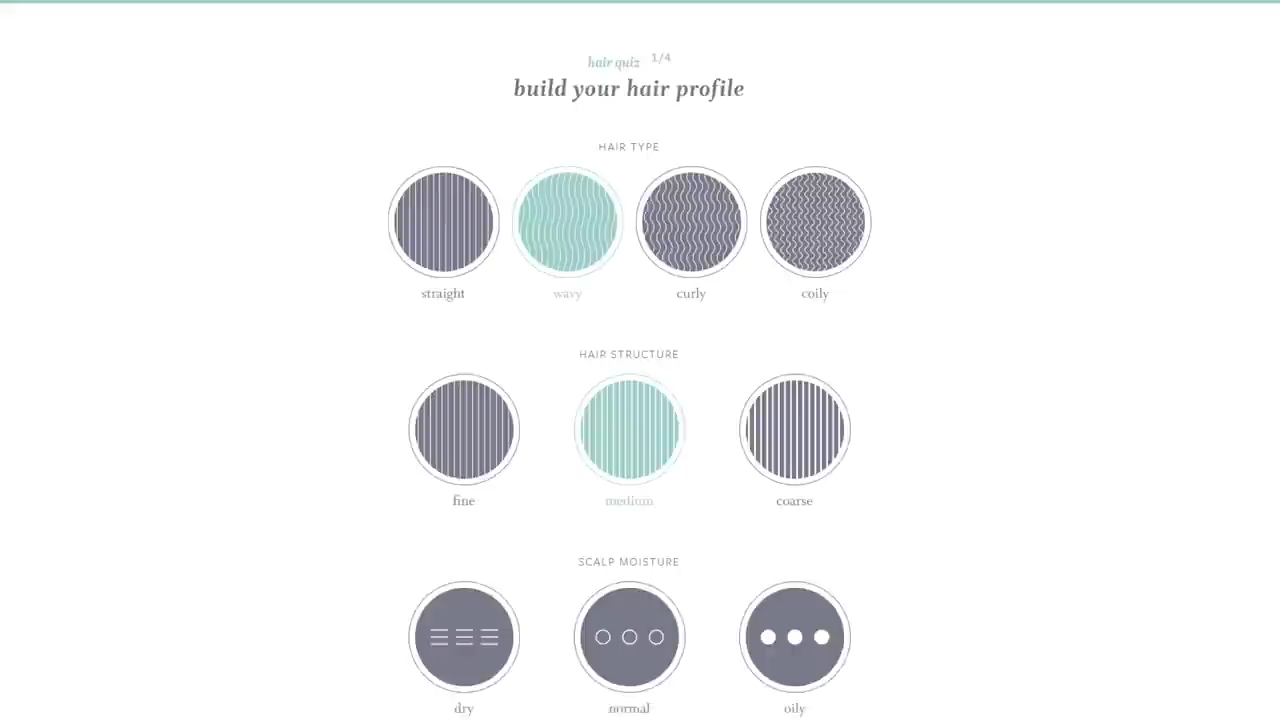 hair quiz 1/4
build your hair profile
HAIR TYPE
straight wavy curly coily
HAIR STRUCTURE
fine medium coarse
SCALP MOISTURE
dry normal oily